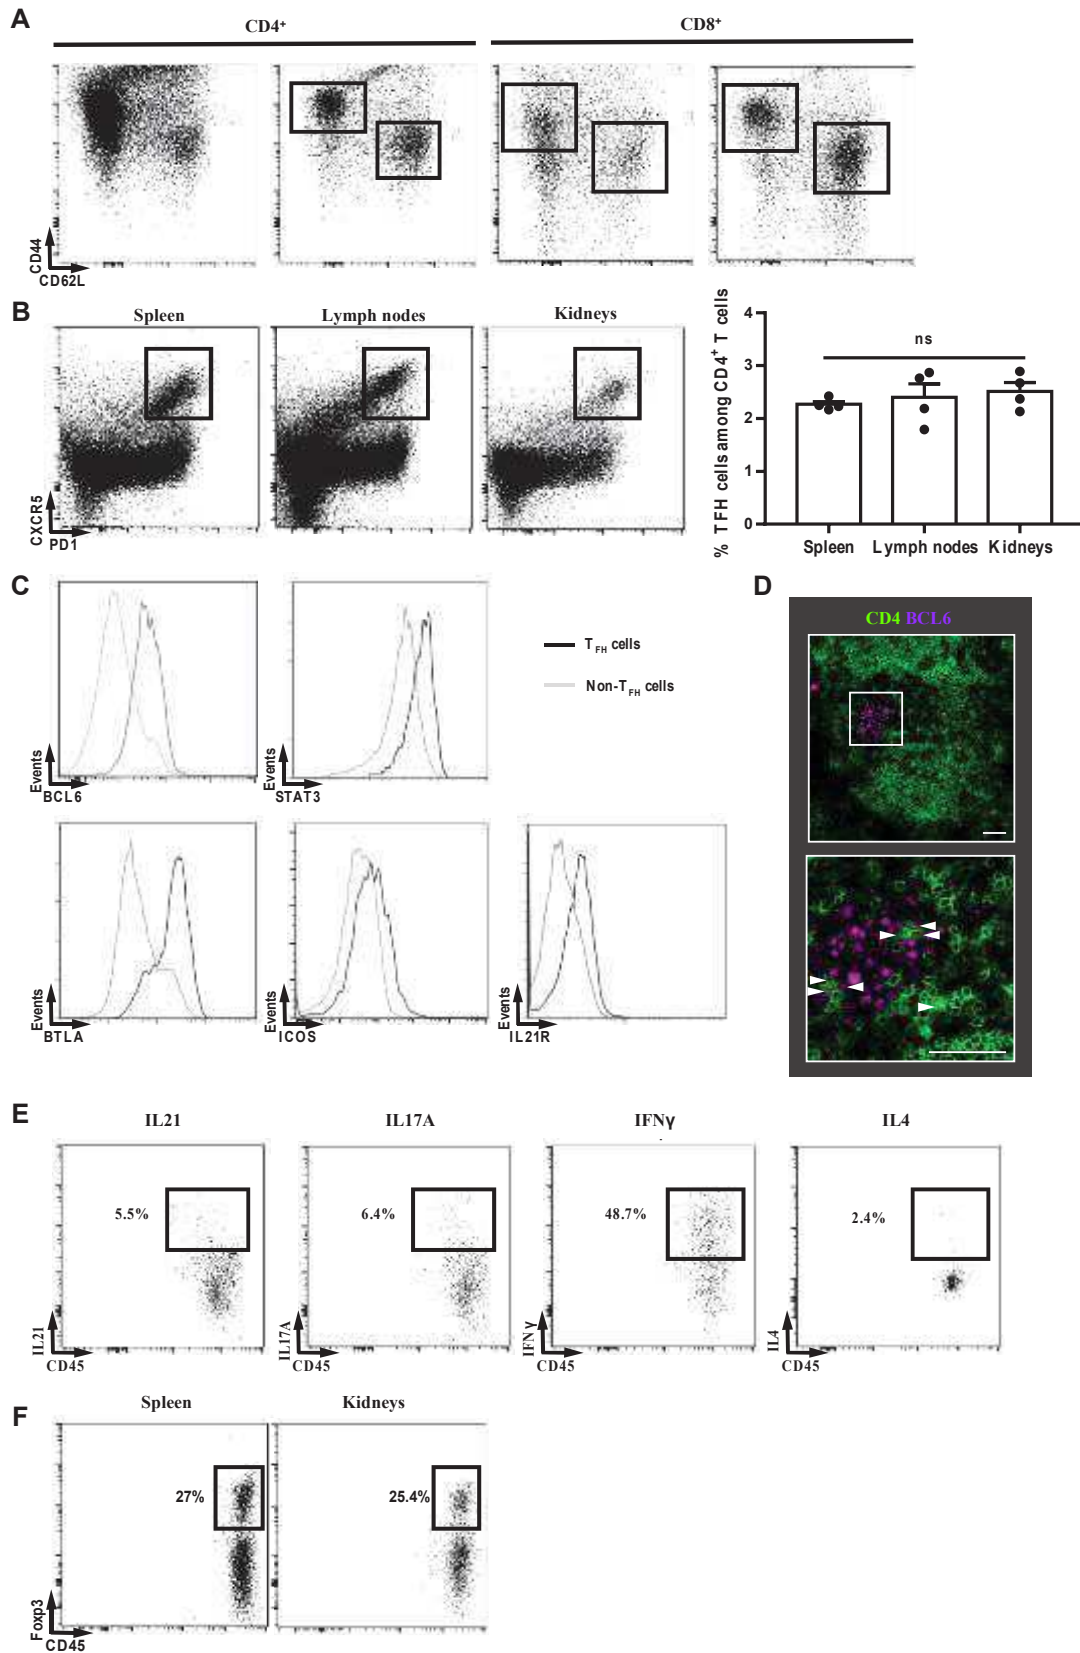 A
CD4+
CD8+
CD44
CD62L
B
Spleen
Lymph nodes
Kidneys
CXCR5
PD1
% TFH cells among CD4+ T cells
4
3
2
1
0
ns
Spleen
Lymph nodes
Kidneys
C
TFH cells
Non-TFH cells
Events
BCL6
Events
STAT3
Events
BTLA
Events
ICOS
Events
IL21R
D
CD4 BCL6
E
IL21
IL17A
IFNγ
IL4
5.5%
6.4%
48.7%
2.4%
IL21
CD45
IL17A
CD45
IFNγ
CD45
IL4
CD45
F
Spleen
Kidneys
27%
25.4%
Foxp3
CD45